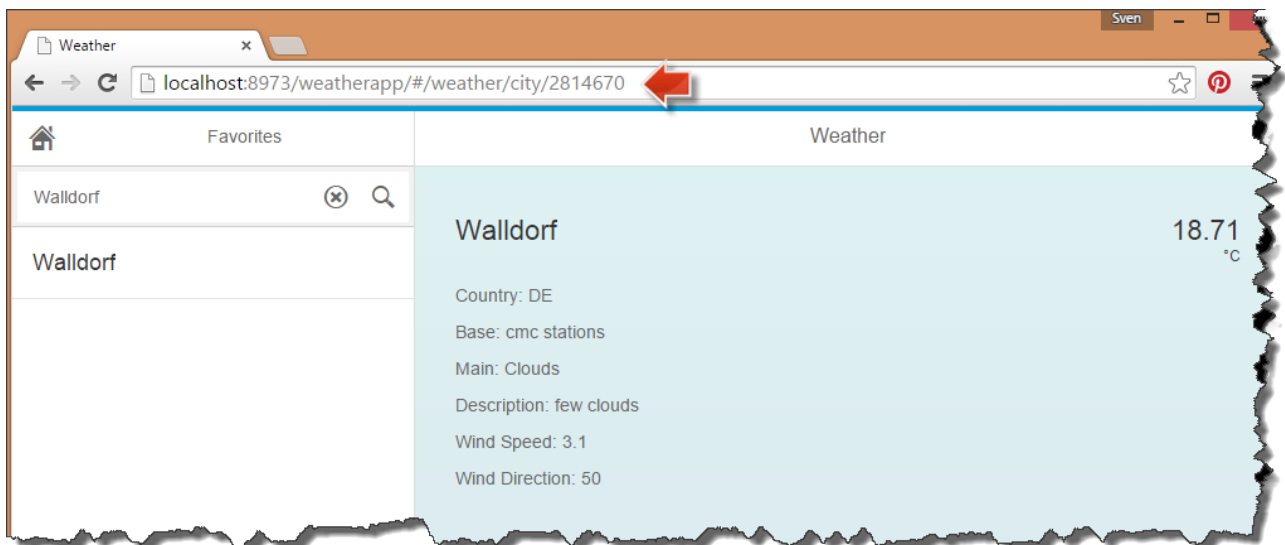 Sven
Weather
localhost:8973/weatherapp/#/weather/city/2814670
Favorites
Weather
Walldorf
Walldorf
Walldorf
18.71
°C
Country: DE
Base: cmc stations
Main: Clouds
Description: few clouds
Wind Speed: 3.1
Wind Direction: 50